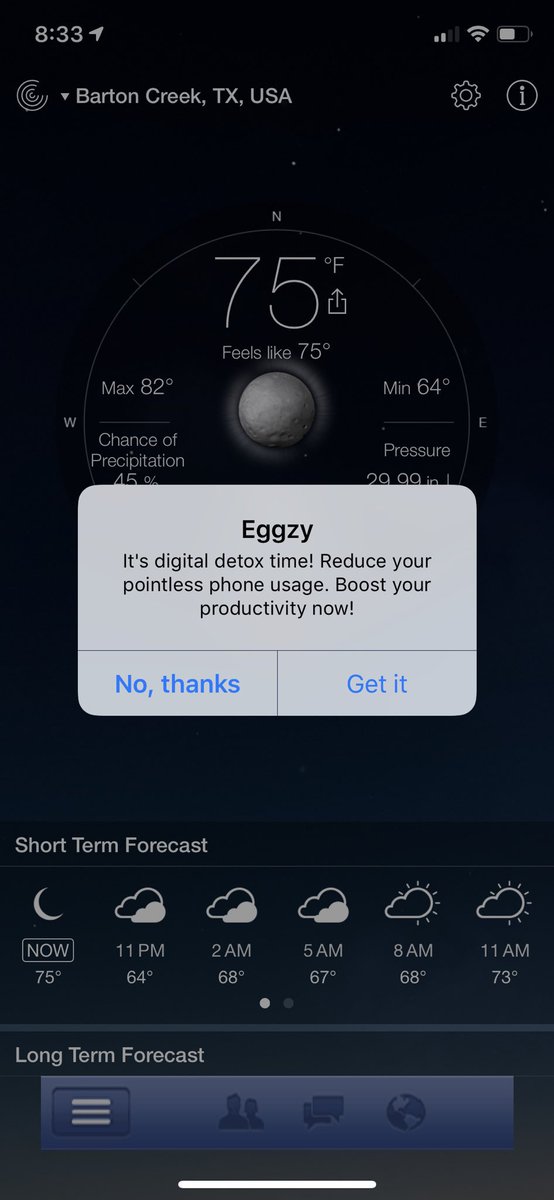 8:33
Barton Creek, TX, USA
N
75 °F
Feels like 75°
Max 82°
Min 64°
W
E
Chance of
Precipitation
45 %
Pressure
29.99 in
Eggzy
It's digital detox time! Reduce your
pointless phone usage. Boost your
productivity now!
No, thanks
Get it
Short Term Forecast
NOW
11 PM
2 AM
5 AM
8 AM
11 AM
75°
64°
68°
67°
68°
73°
Long Term Forecast